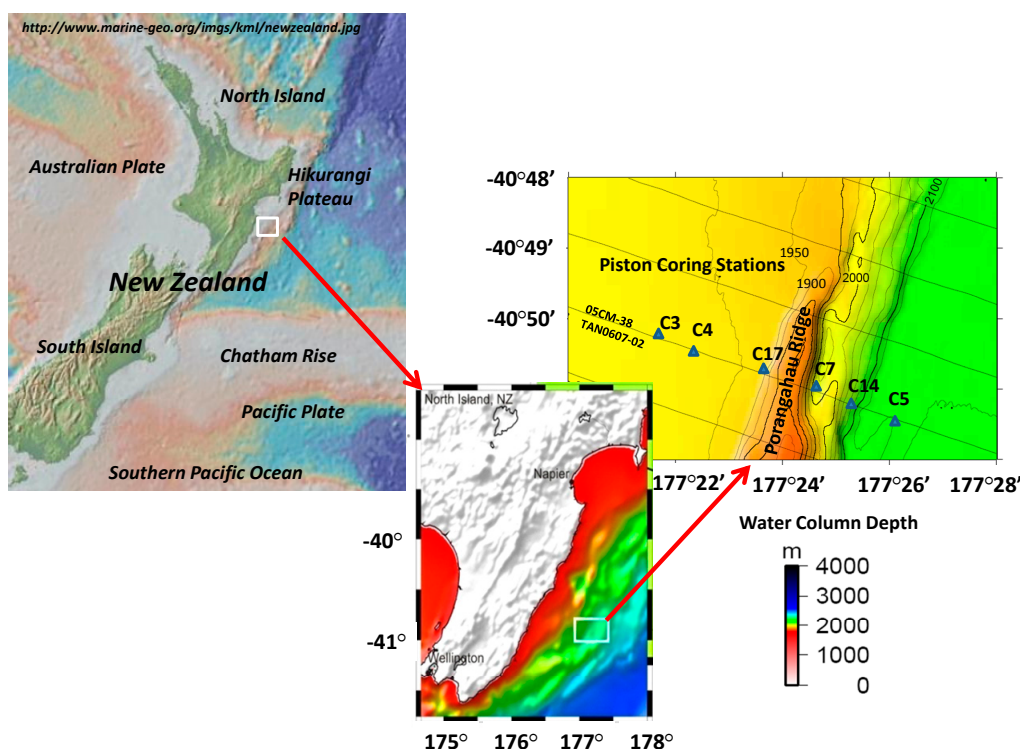 http://www.marine-geo.org/imgs/kml/newzealand.jpg
North Island
Australian Plate
Hikurangi
Plateau
New Zealand
South Island
Chatham Rise
Pacific Plate
Southern Pacific Ocean
-40°48’
-40°49’
-40°50’
2100
1950
2000
1900
Piston Coring Stations
05CM-38
TAN0607-02
C3
C4
C17
C7
C14
C5
Porangahau Ridge
177°22’
177°24’
177°26’
177°28’
Water Column Depth
m
4000
3000
2000
1000
0
North Island, NZ
Napier
Wellington
-40°
-41°
175°
176°
177°
178°